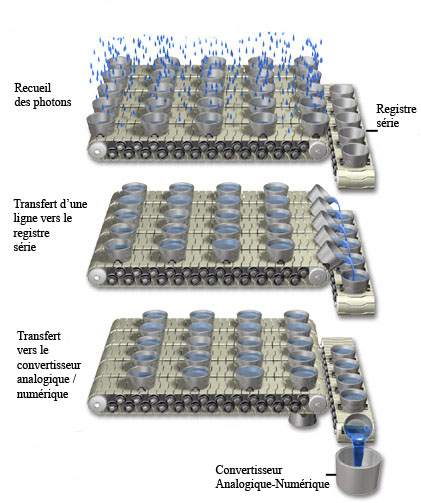 Recueil
des photons
Registre
série
Transfert d'une
ligne vers le
registre
série
Transfert
vers le
convertisseur
analogique /
numérique
Convertisseur
Analogique-Numérique